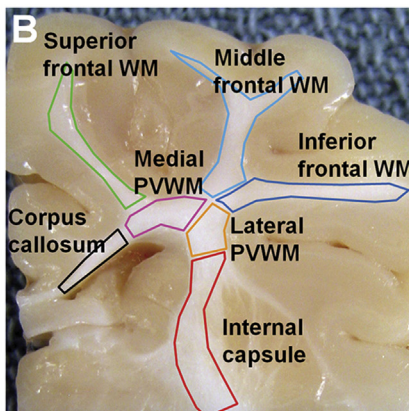 B
Superior
frontal WM
Middle
frontal WM
Inferior
frontal WM
Medial
PVWM
Corpus
callosum
Lateral
PVWM
Internal
capsule